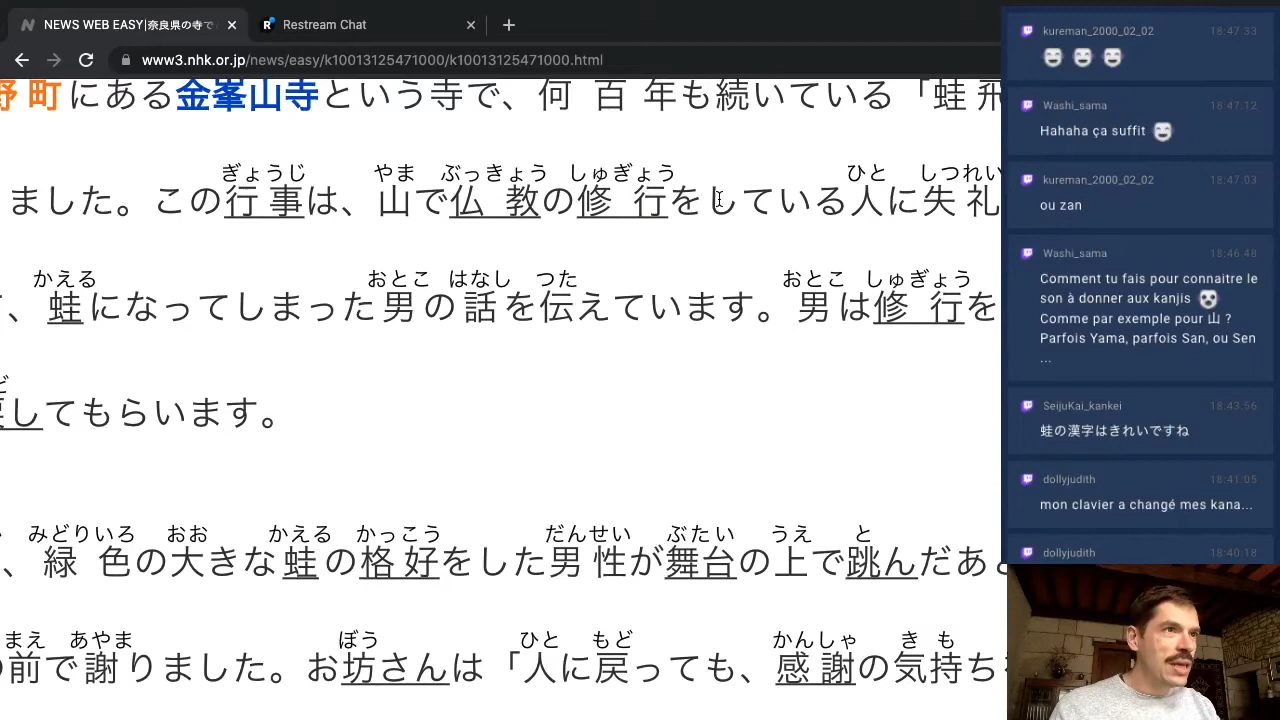 NEWS WEB EASY|奈良県の寺で
Restream Chat
www3.nhk.or.jp/news/easy/k10013125471000/k10013125471000.html
野町にある金峯山寺という寺で、何百年も続いている「蛙飛
ぎょうじ やま ぶっきょう しゅぎょう ひと しつれい
ました。この行事は、山で仏教の修行をしている人に失礼
かえる おとこ はなし つた おとこ しゅぎょう
、蛙になってしまった男の話を伝えています。男は修行を
ど
戻してもらいます。
みどりいろ おお かえる かっこう だんせい ぶたい うえ と
、緑色の大きな蛙の格好をした男性が舞台の上で跳んだあ
まえ あやま ぼう ひと もど かんしゃ き も
の前で謝りました。お坊さんは「人に戻っても、感謝の気持ち
kureman_2000_02_02 18:47:33
Washi_sama 18:47:12
Hahaha ça suffit
kureman_2000_02_02 18:47:03
ou zan
Washi_sama 18:46:48
Comment tu fais pour connaitre le
son à donner aux kanjis
Comme par exemple pour 山 ?
Parfois Yama, parfois San, ou Sen
...
SeijuKai_kankei 18:43:56
蛙の漢字はきれいですね
dollyjudith 18:41:05
mon clavier a changé mes kana...
dollyjudith 18:40:18